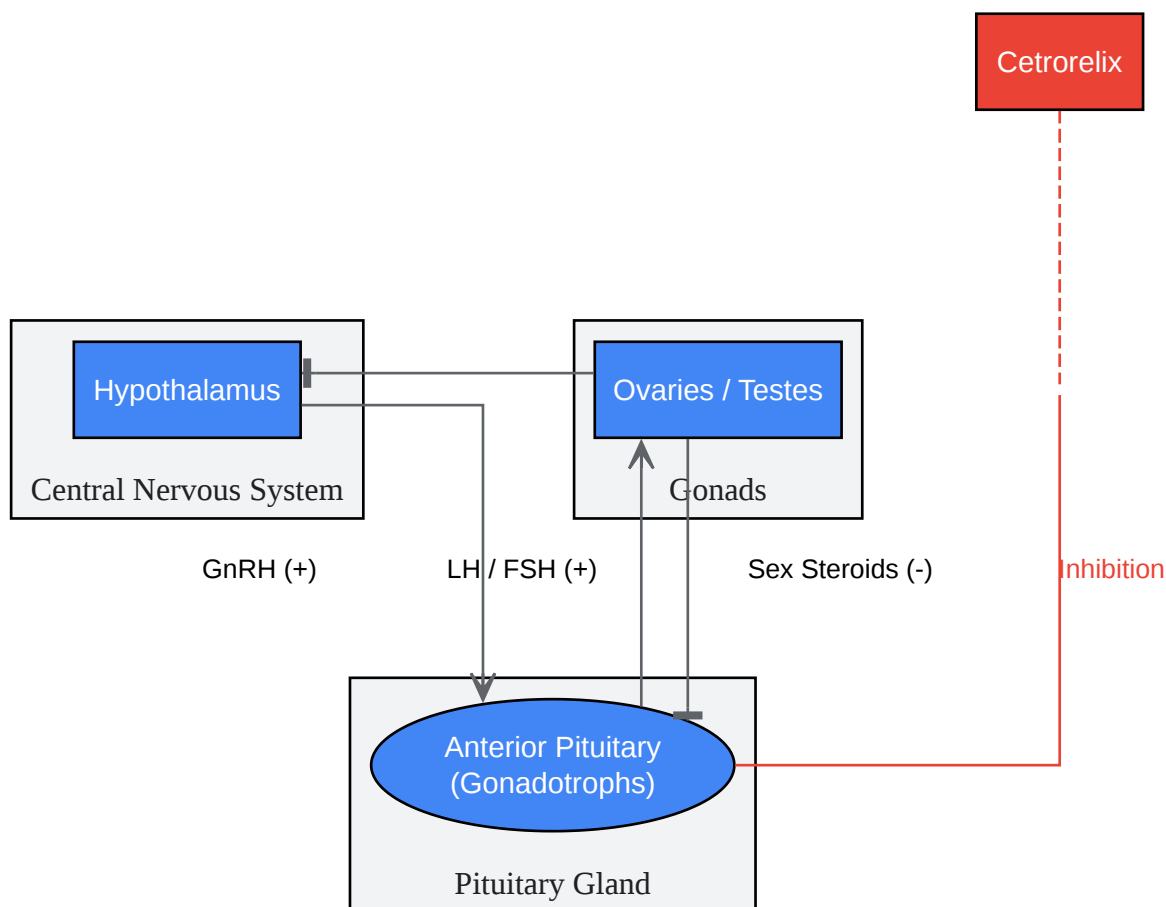 Cetrorelix
Hypothalamus
Ovaries / Testes
Central Nervous System
Gonads
GnRH (+)
LH / FSH (+)
Sex Steroids (-)
Inhibition
Anterior Pituitary
(Gonadotrophs)
Pituitary Gland